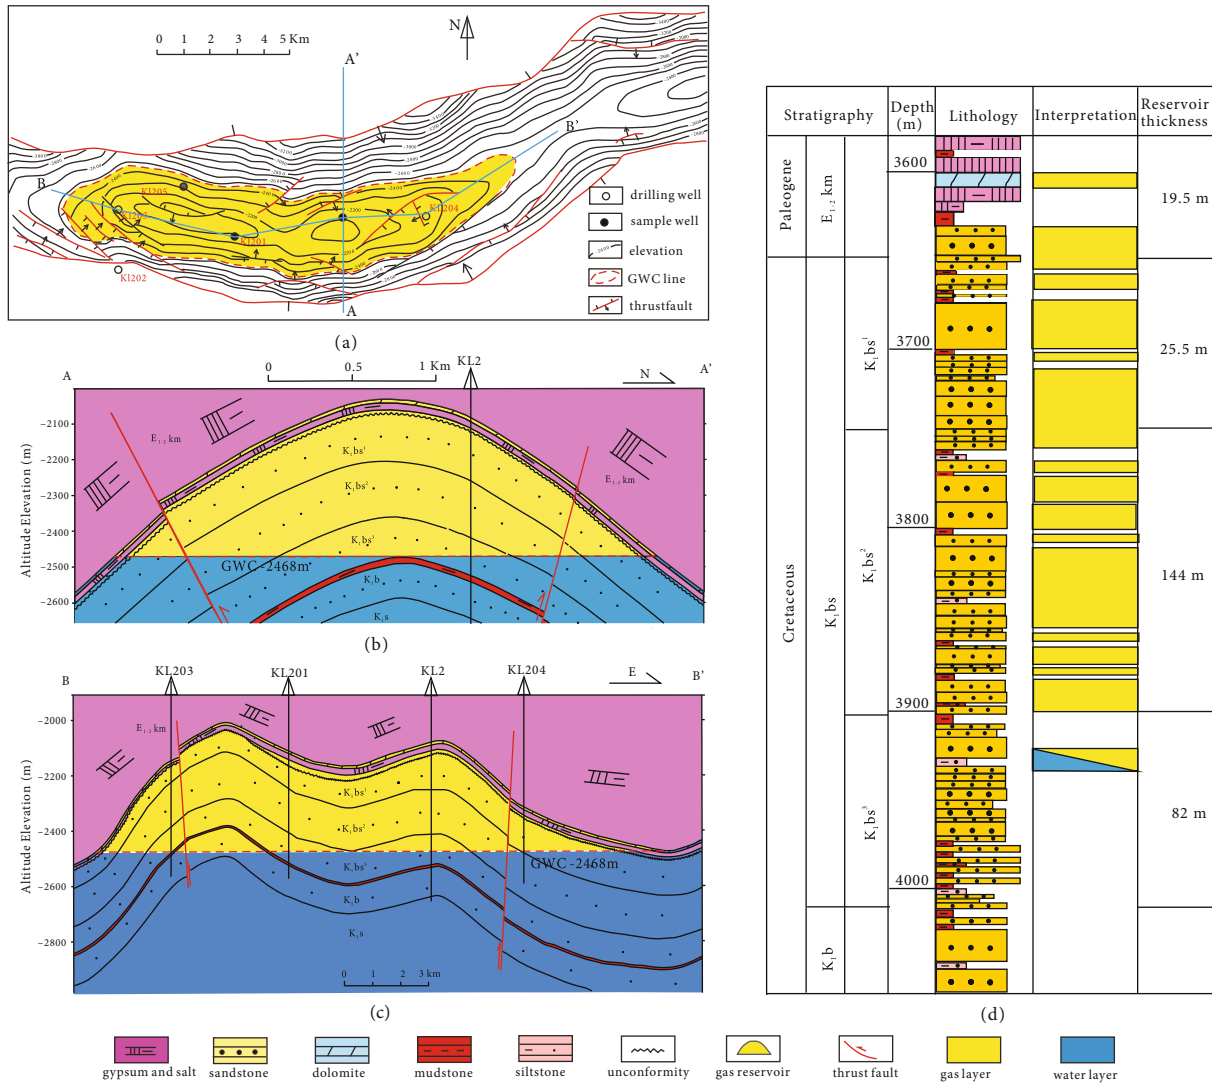 N
0 1 2 3 4 5 Km
A'
B'
B
A
Kl205
Kl203
Kl201
Kl204
Kl202
drilling well
sample well
elevation
GWC line
thrustfault
(a)
A
0 0.5 1 Km
KL2
N
A'
Altitude Elevation (m)
-2100
-2200
-2300
-2400
-2500
-2600
E1-2 km
E1-2 km
K1bs1
K1bs2
K1bs3
GWC -2468m
K1b
K1s
(b)
B
KL203
KL201
KL2
KL204
E
B'
Altitude Elevation (m)
-2000
-2200
-2400
-2600
-2800
E1-2 km
K1bs1
K1bs2
K1bs3
GWC -2468m
K1b
K1s
0 1 2 3 km
(c)
Stratigraphy
Depth (m)
Lithology
Interpretation
Reservoir thickness
Paleogene
E1-2 km
Cretaceous
K1bs
K1b
K1bs1
K1bs2
K1bs3
3600
3700
3800
3900
4000
19.5 m
25.5 m
144 m
82 m
(d)
gypsum and salt
sandstone
dolomite
mudstone
siltstone
unconformity
gas reservoir
thrust fault
gas layer
water layer